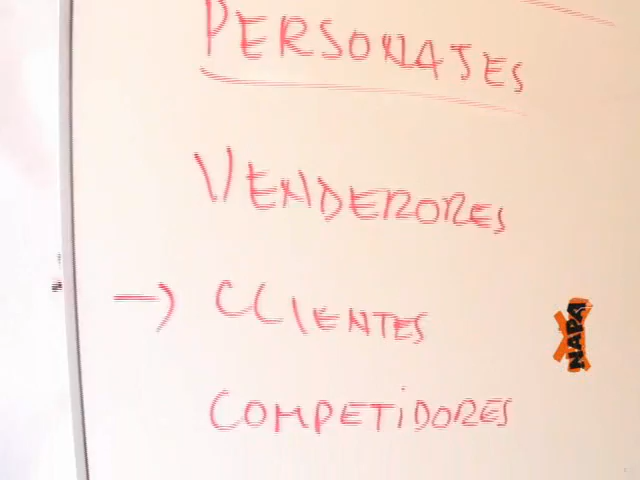 PERSONAJES
VENDEDORES
→ CLIENTES
COMPETIDORES
NAPA